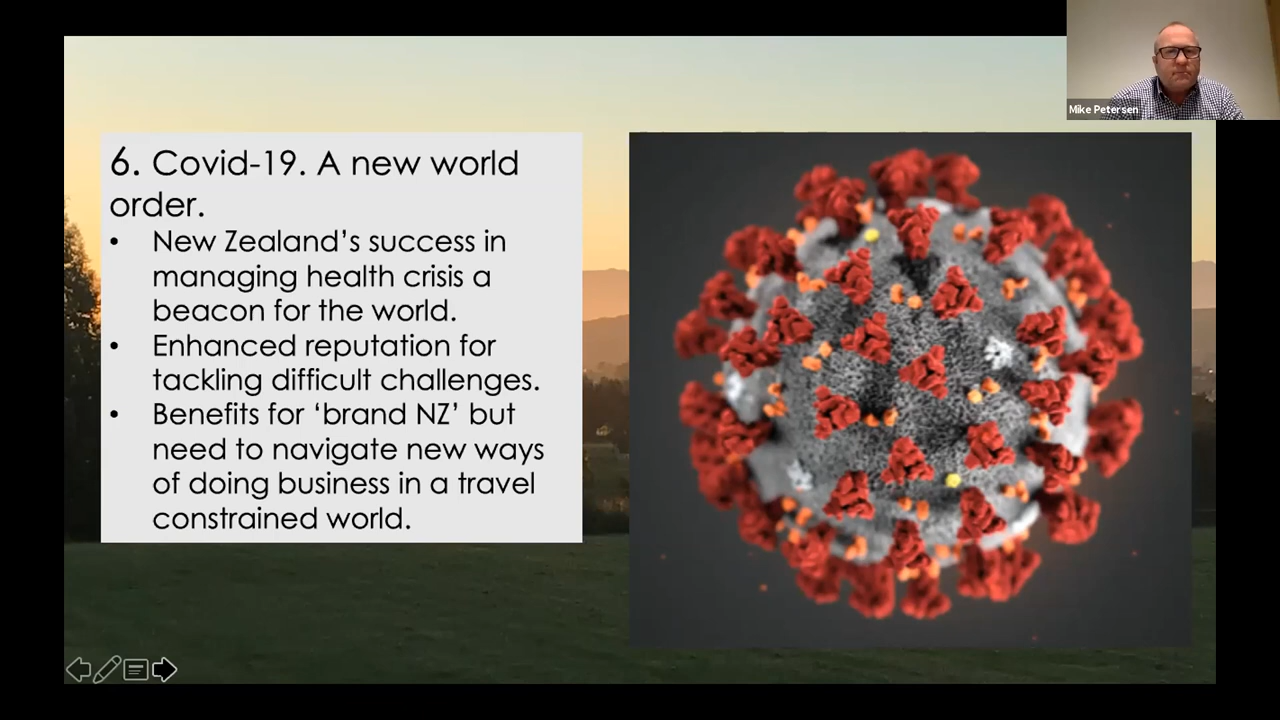 Mike Petersen
6. Covid-19. A new world
order.
• New Zealand’s success in
managing health crisis a
beacon for the world.
• Enhanced reputation for
tackling difficult challenges.
• Benefits for ‘brand NZ’ but
need to navigate new ways
of doing business in a travel
constrained world.